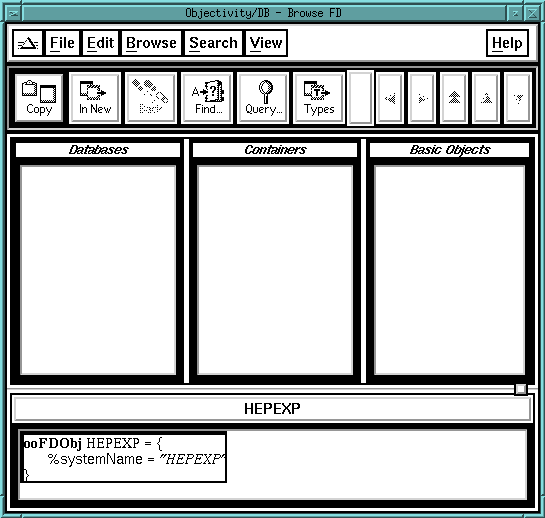 Objectivity/DB - Browse FD
File Edit Browse Search View Help
Copy In New Back Find... Query... Types
Databases Containers Basic Objects
HEPEXP
ooFDObj HEPEXP = {
%systemName = "HEPEXP"
}